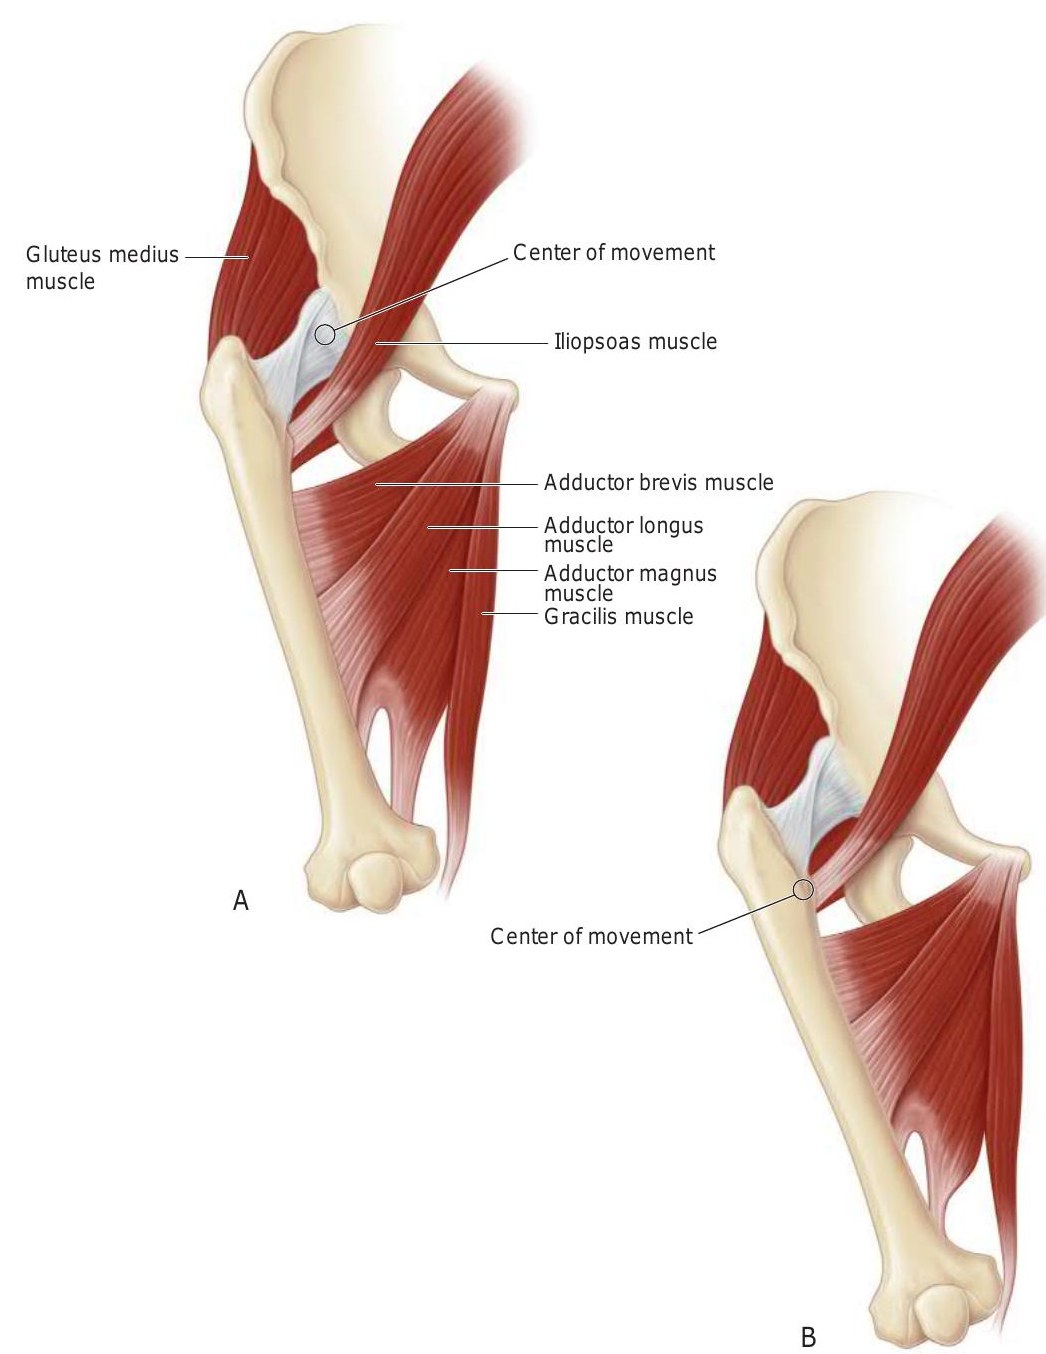 Gluteus medius
muscle
Center of movement
Iliopsoas muscle
Adductor brevis muscle
Adductor longus
muscle
Adductor magnus
muscle
Gracilis muscle
A
Center of movement
B